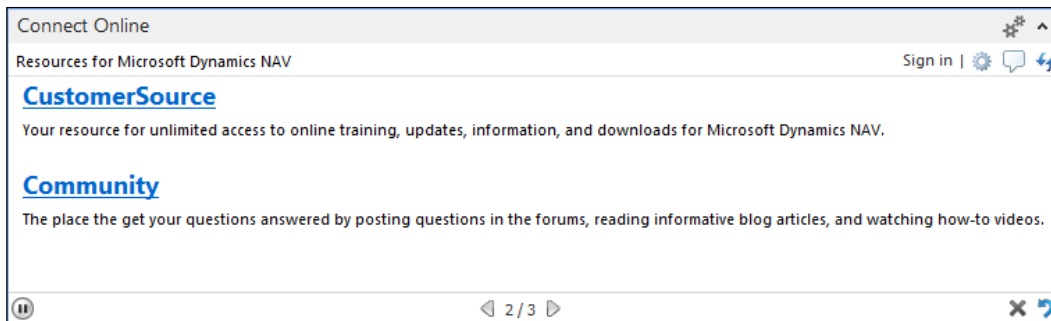 Connect Online
Resources for Microsoft Dynamics NAV
Sign in |
CustomerSource
Your resource for unlimited access to online training, updates, information, and downloads for Microsoft Dynamics NAV.
Community
The place the get your questions answered by posting questions in the forums, reading informative blog articles, and watching how-to videos.
2/3